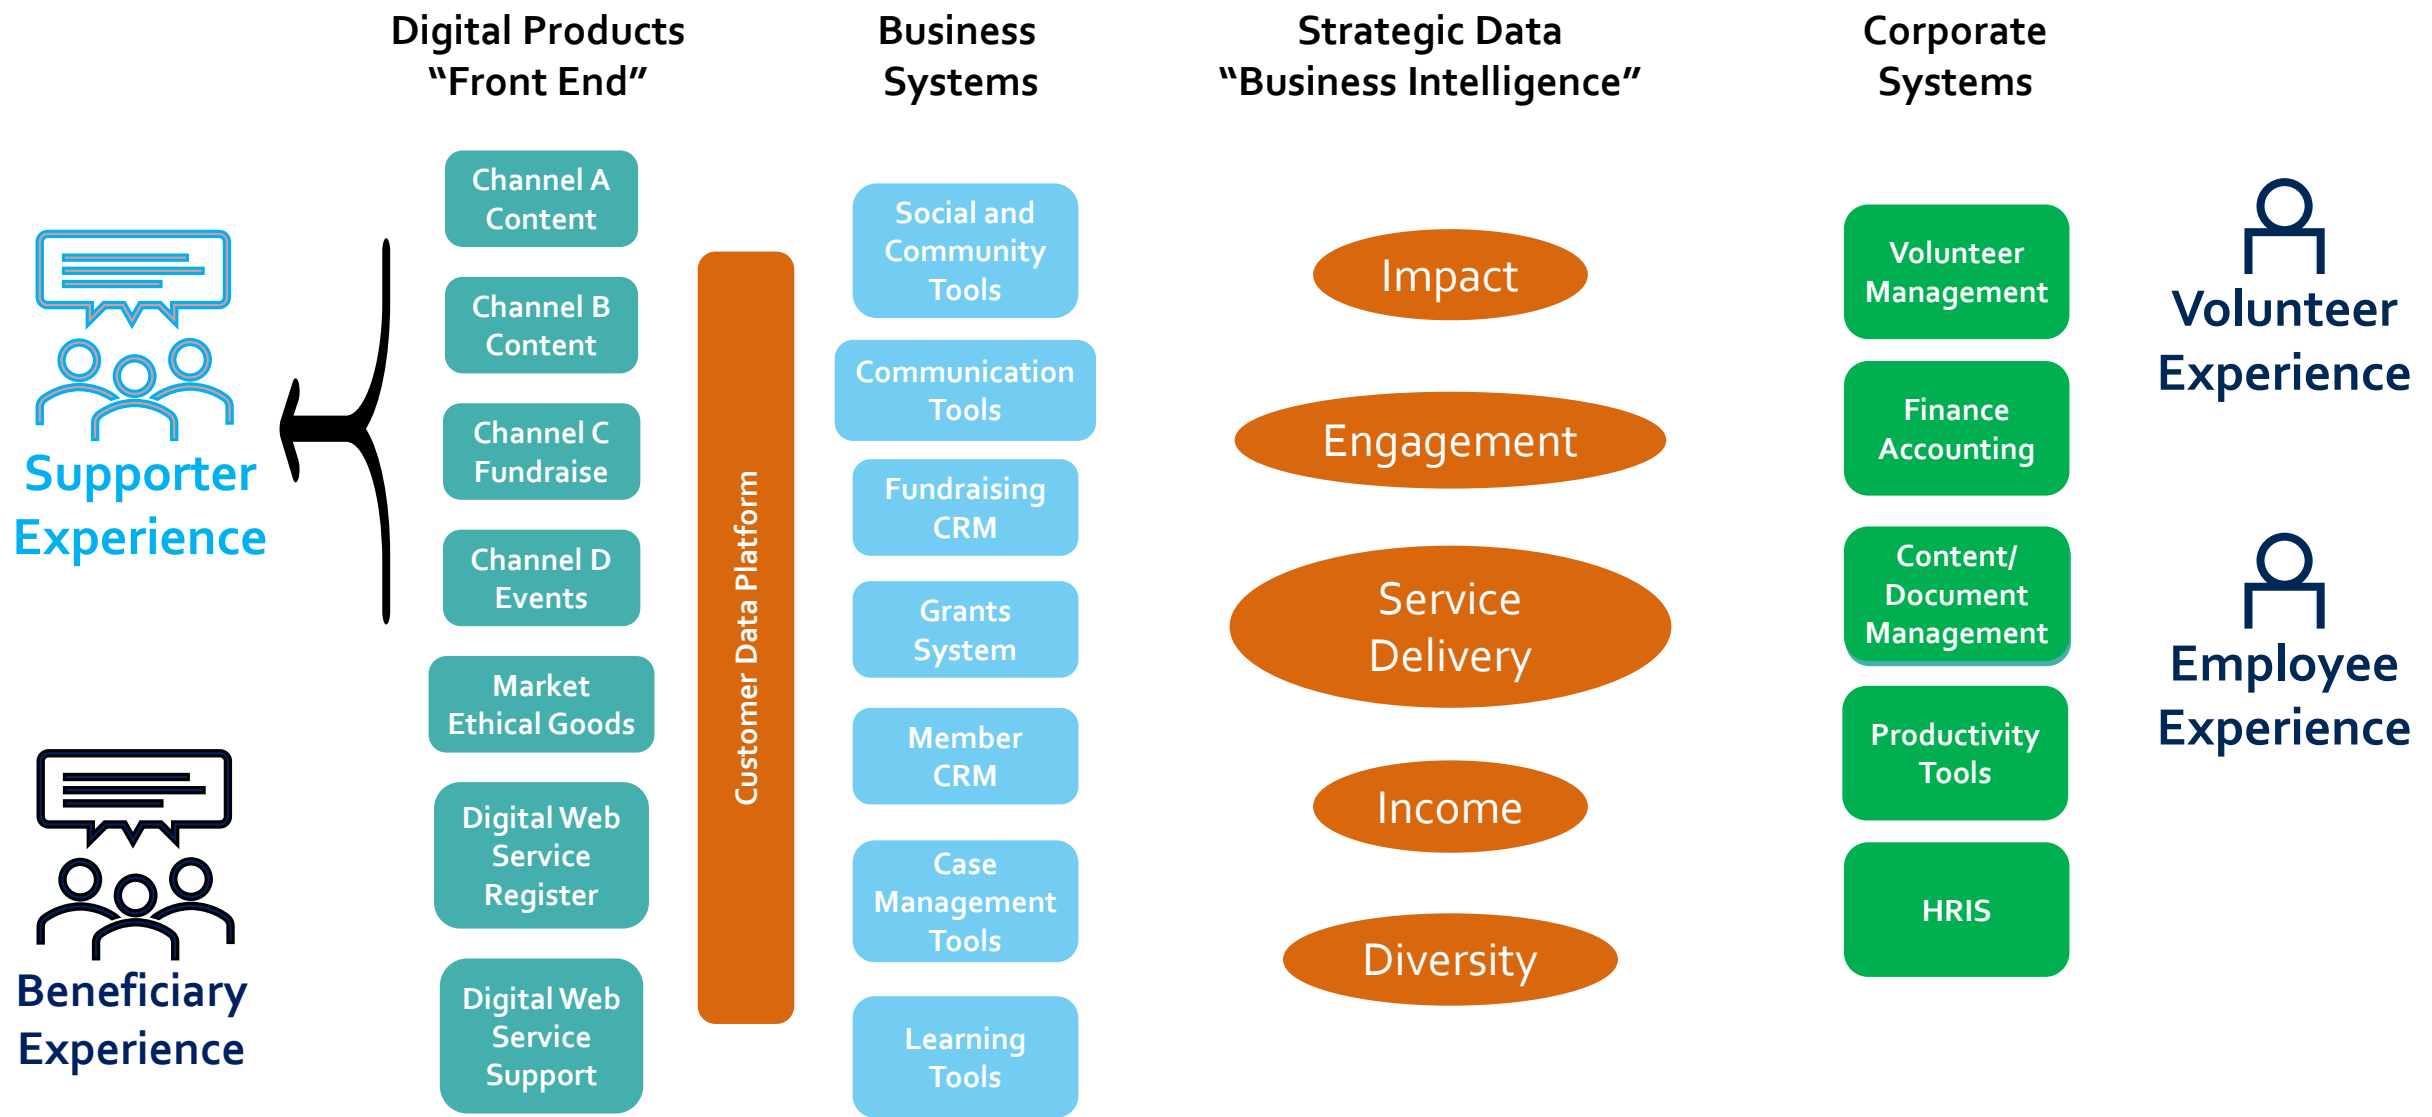 Digital Products
“Front End”
Business
Systems
Strategic Data
“Business Intelligence”
Corporate
Systems
Supporter
Experience
Beneficiary
Experience
Channel A
Content
Channel B
Content
Channel C
Fundraise
Channel D
Events
Market
Ethical Goods
Digital Web
Service
Register
Digital Web
Service
Support
Customer Data Platform
Social and
Community
Tools
Communication
Tools
Fundraising
CRM
Grants
System
Member
CRM
Case
Management
Tools
Learning
Tools
Impact
Engagement
Service
Delivery
Income
Diversity
Volunteer
Management
Finance
Accounting
Content/
Document
Management
Productivity
Tools
HRIS
Volunteer
Experience
Employee
Experience